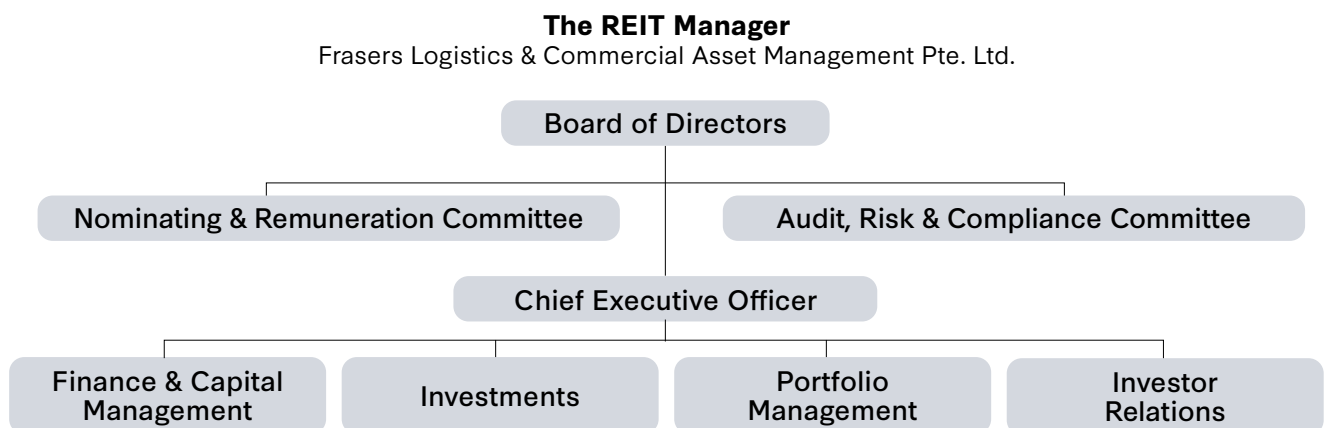 The REIT Manager
Frasers Logistics & Commercial Asset Management Pte. Ltd.
Board of Directors
Nominating & Remuneration Committee
Audit, Risk & Compliance Committee
Chief Executive Officer
Finance & Capital
Management
Investments
Portfolio
Management
Investor
Relations